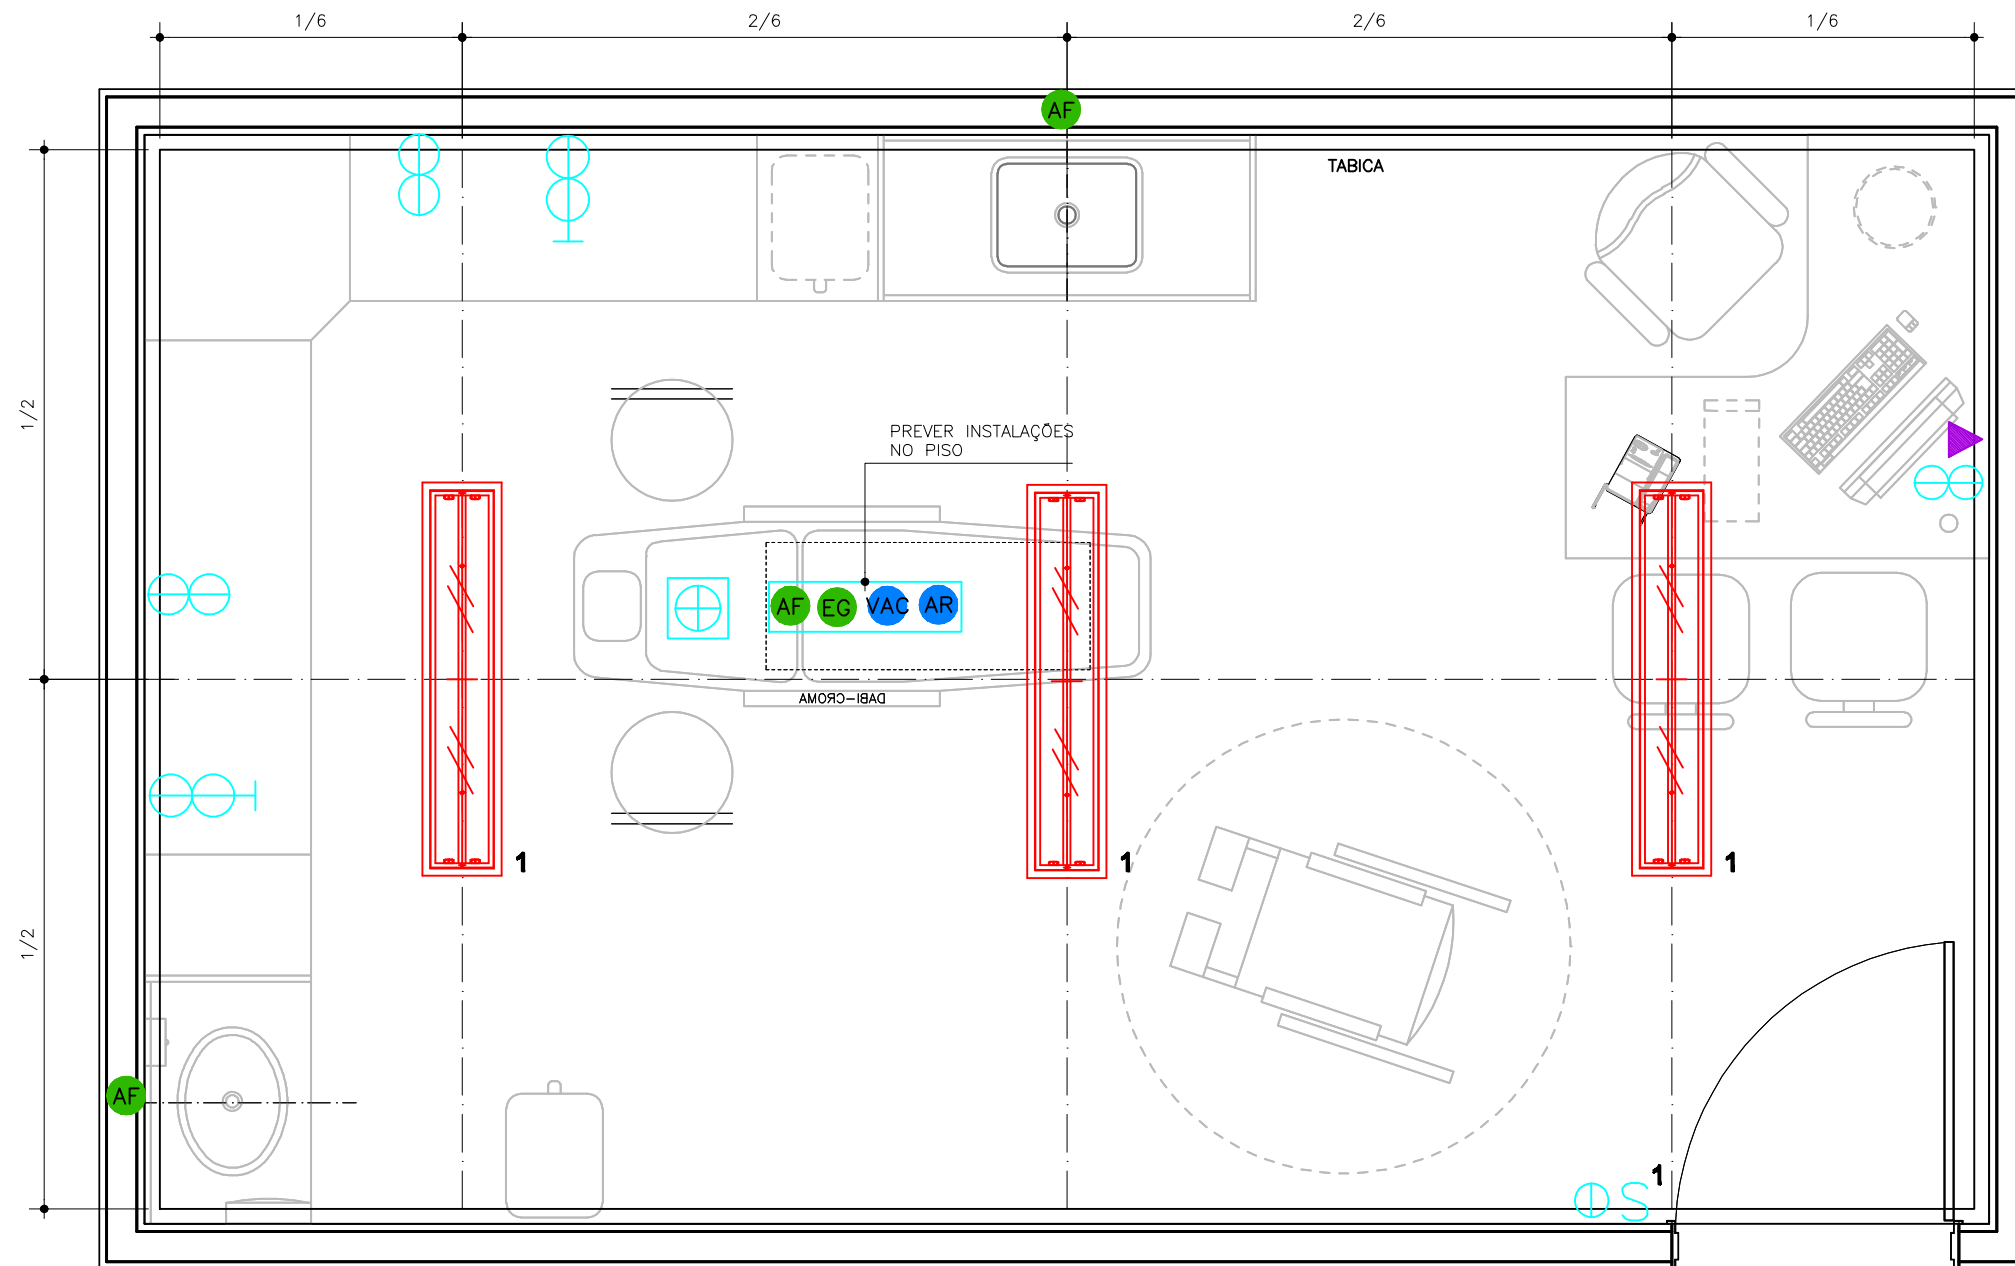 1/6
2/6
2/6
1/6
AF
TABICA
1/2
PREVER INSTALAÇÕES
NO PISO
AF
EG
VAC
AR
DABI-CROMA
1
1
1
1/2
AF
1
S